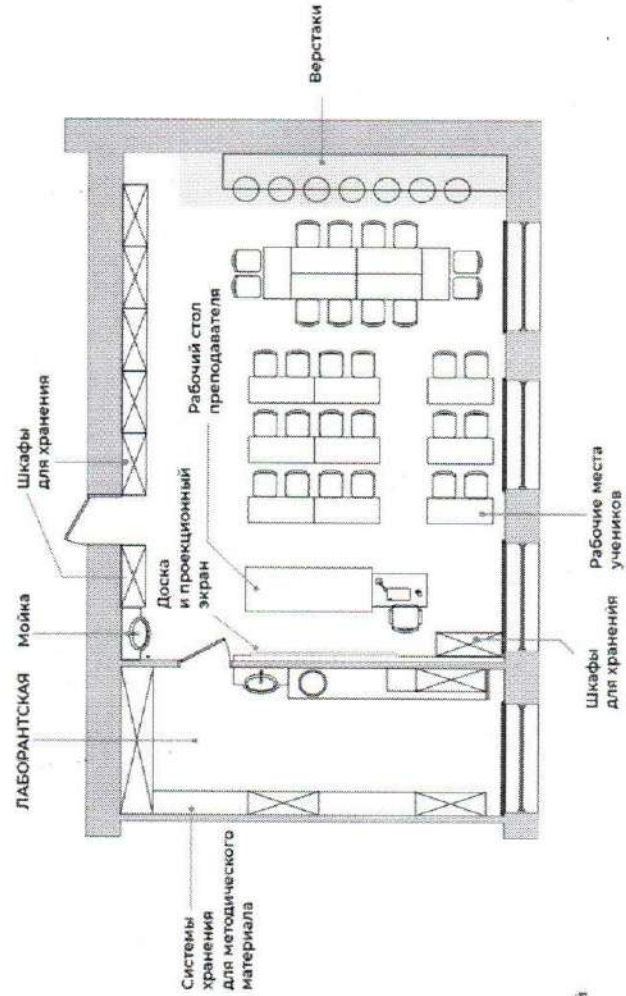 ЛАБОРАНТСКАЯ
Мойка
Шкафы
для хранения
Доска
и проекционный
экран
Рабочий стол
преподавателя
Верстаки
Системы
хранения
для методического
материала
Шкафы
для хранения
Рабочие места
учеников
й